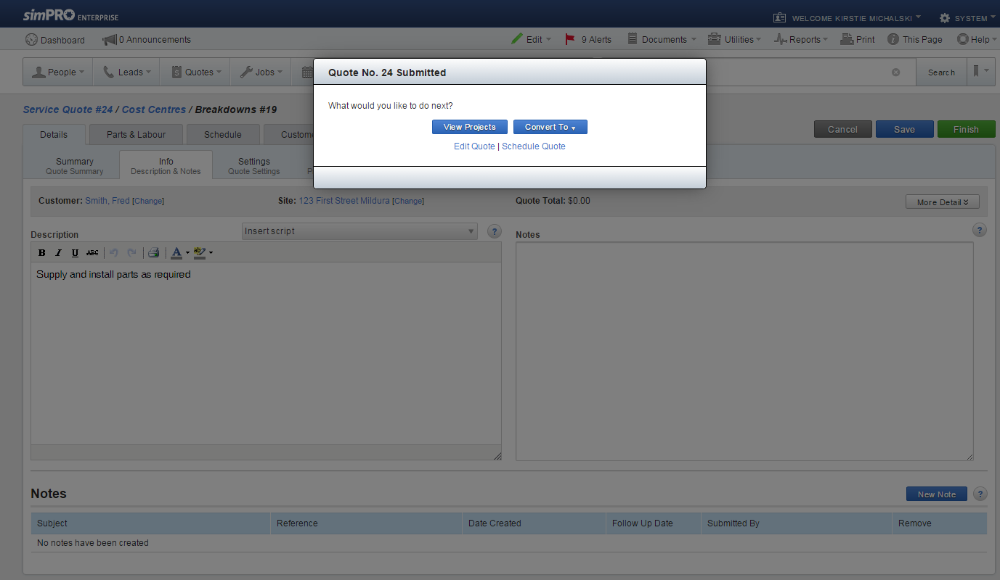 simPRO ENTERPRISE
WELCOME KIRSTIE MICHALSKI
SYSTEM
Dashboard
0 Announcements
Edit
9 Alerts
Documents
Utilities
Reports
Print
This Page
Help
People
Leads
Quotes
Jobs
Search
Quote No. 24 Submitted
What would you like to do next?
View Projects
Convert To
Edit Quote | Schedule Quote
Service Quote #24 / Cost Centres / Breakdowns #19
Details
Parts & Labour
Schedule
Cancel
Save
Finish
Summary
Quote Summary
Info
Description & Notes
Settings
Quote Settings
Customer: Smith, Fred [Change]
Site: 123 First Street Mildura [Change]
Quote Total: $0.00
More Detail
Description
Insert script
?
Notes
?
B I U ABC A ab
Supply and install parts as required
Notes
New Note
?
Subject
Reference
Date Created
Follow Up Date
Submitted By
Remove
No notes have been created